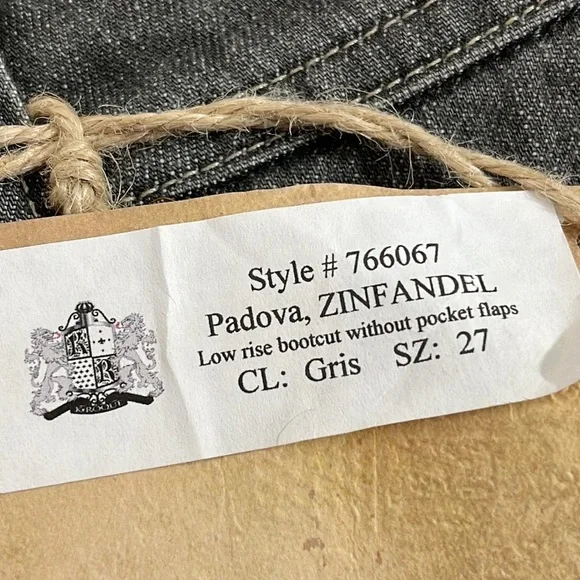 Style # 766067
Padova, ZINFANDEL
Low rise bootcut without pocket flaps
CL: Gris SZ: 27
R
R